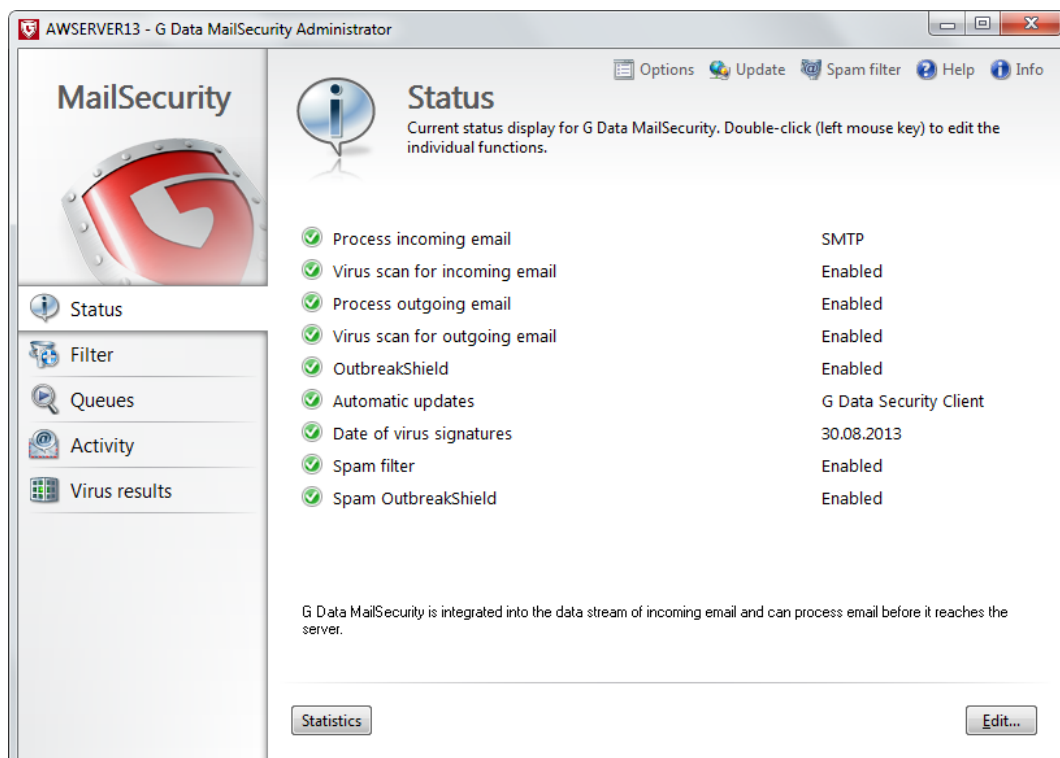 AWSERVER13 - G Data MailSecurity Administrator
MailSecurity
Options Update Spam filter Help Info
Status
Current status display for G Data MailSecurity. Double-click (left mouse key) to edit the
individual functions.
Status
Filter
Queues
Activity
Virus results
Process incoming email SMTP
Virus scan for incoming email Enabled
Process outgoing email Enabled
Virus scan for outgoing email Enabled
OutbreakShield Enabled
Automatic updates G Data Security Client
Date of virus signatures 30.08.2013
Spam filter Enabled
Spam OutbreakShield Enabled
G Data MailSecurity is integrated into the data stream of incoming email and can process email before it reaches the
server.
Statistics Edit...